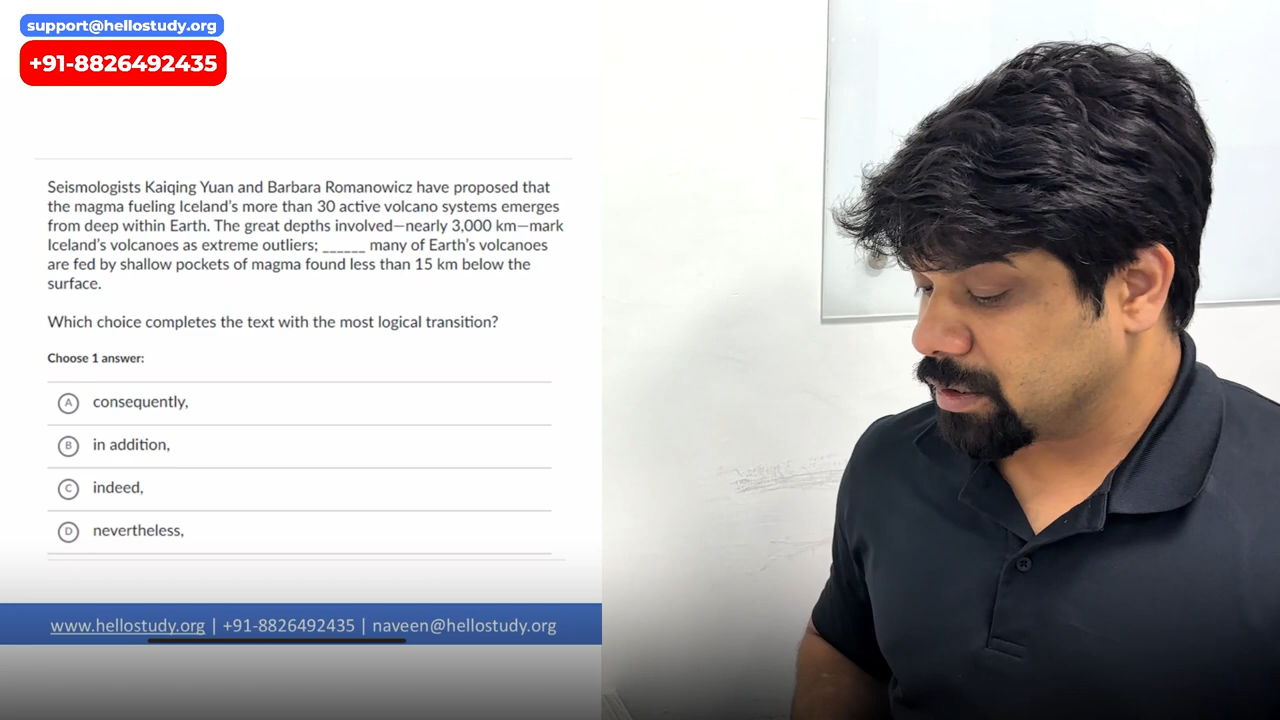 support@hellostudy.org
+91-8826492435
Seismologists Kaiqing Yuan and Barbara Romanowicz have proposed that
the magma fueling Iceland's more than 30 active volcano systems emerges
from deep within Earth. The great depths involved—nearly 3,000 km—mark
Iceland's volcanoes as extreme outliers; ______ many of Earth's volcanoes
are fed by shallow pockets of magma found less than 15 km below the
surface.
Which choice completes the text with the most logical transition?
Choose 1 answer:
A consequently,
B in addition,
C indeed,
D nevertheless,
www.hellostudy.org | +91-8826492435 | naveen@hellostudy.org